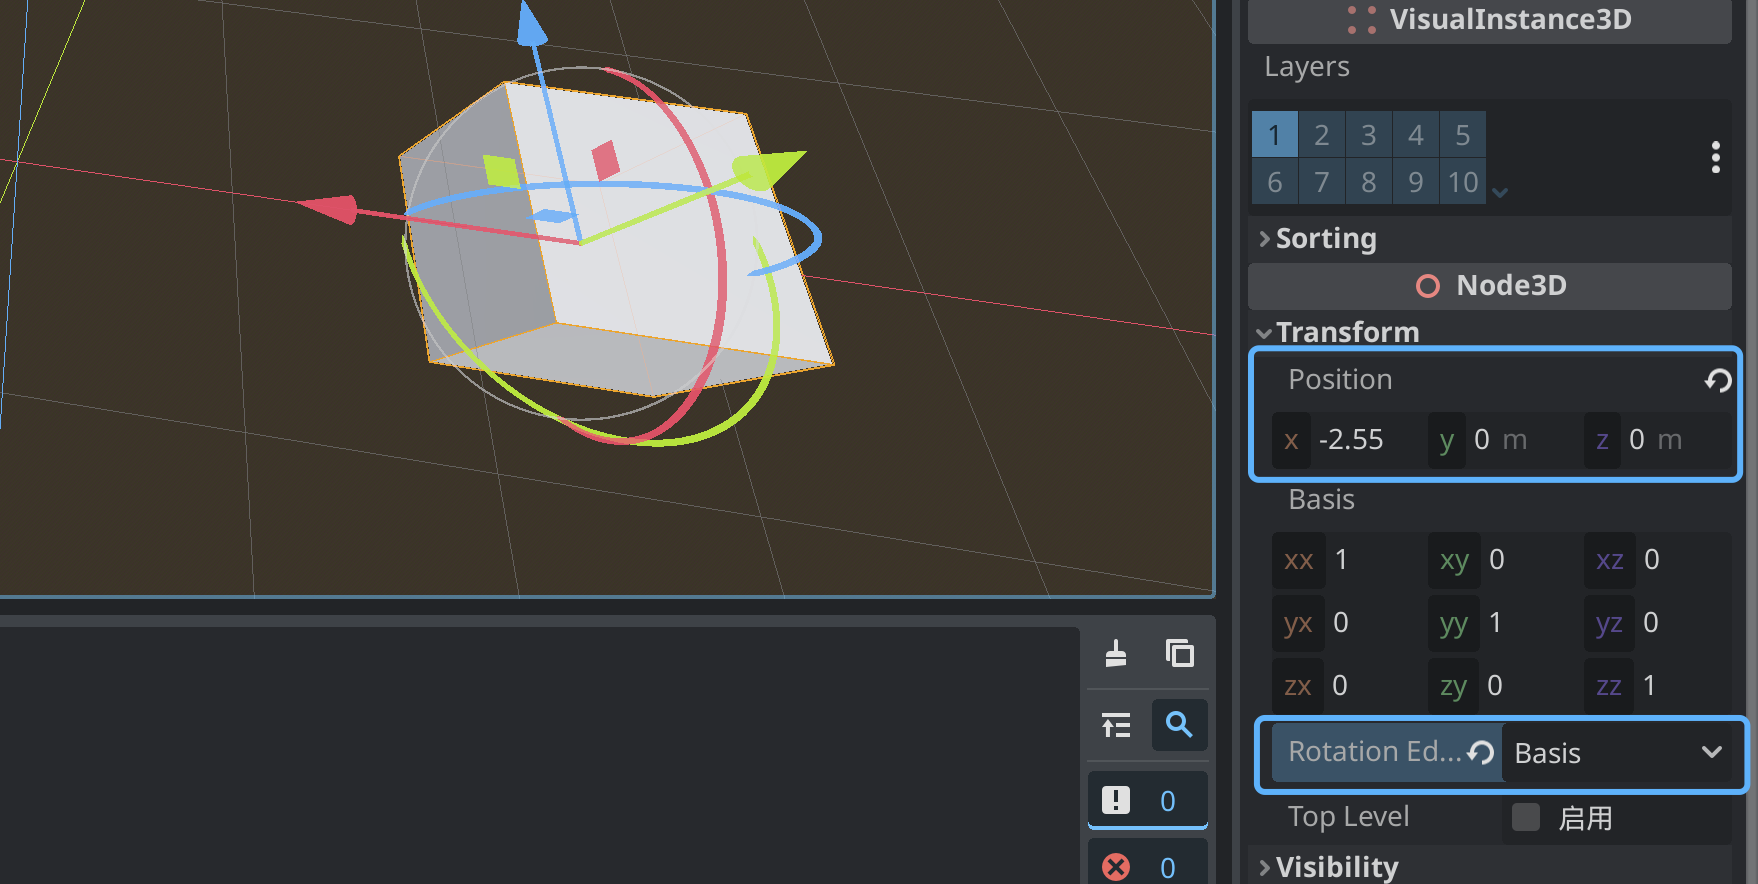 VisualInstance3D
Layers
1 2 3 4 5
6 7 8 9 10
Sorting
Node3D
Transform
Position
x -2.55 y 0 m z 0 m
Basis
xx 1 xy 0 xz 0
yx 0 yy 1 yz 0
zx 0 zy 0 zz 1
Rotation Ed... Basis
0
Top Level 启用
0
Visibility